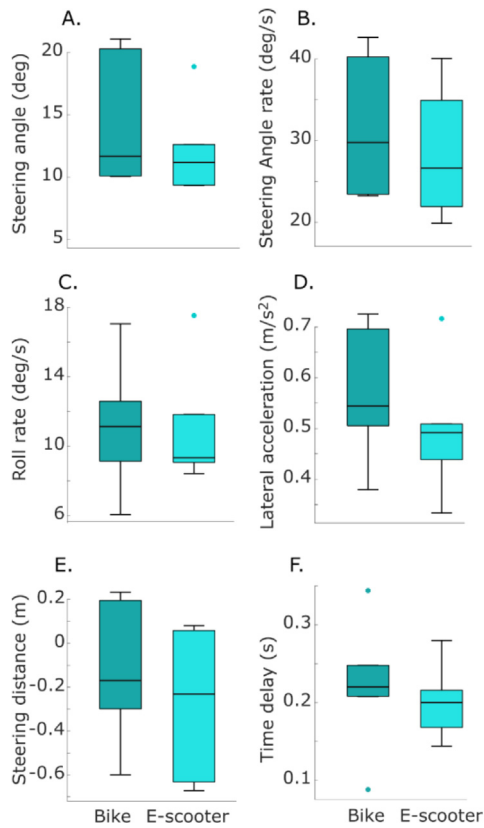 A.
Steering angle (deg)
20
15
10
5
B.
Steering Angle rate (deg/s)
40
30
20
C.
Roll rate (deg/s)
18
14
10
6
D.
Lateral acceleration (m/s²)
0.7
0.6
0.5
0.4
E.
Steering distance (m)
0.2
0
-0.2
-0.4
-0.6
Bike E-scooter
F.
Time delay (s)
0.3
0.2
0.1
Bike E-scooter